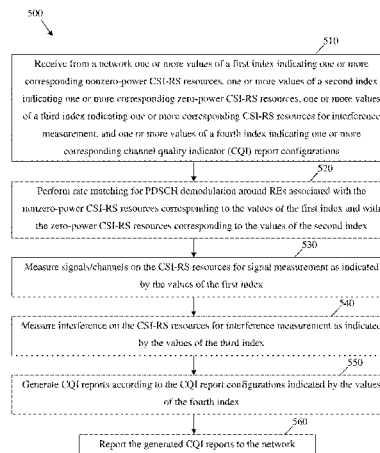 500
510
Receive from a network one or more values of a first index indicating one or more
corresponding nonzero-power CSI-RS resources, one or more values of a second index
indicating one or more corresponding zero-power CSI-RS resources, one or more values
of a third index indicating one or more corresponding CSI-RS resources for interference
measurement, and one or more values of a fourth index indicating one or more
corresponding channel quality indicator (CQI) report configurations
520
Perform rate matching for PDSCH demodulation around REs associated with the
nonzero-power CSI-RS resources corresponding to the values of the first index and with
the zero-power CSI-RS resources corresponding to the values of the second index
530
Measure signals/channels on the CSI-RS resources for signal measurement as indicated
by the values of the first index
540
Measure interference on the CSI-RS resources for interference measurement as indicated
by the values of the third index
550
Generate CQI reports according to the CQI report configurations indicated by the values
of the fourth index
560
Report the generated CQI reports to the network